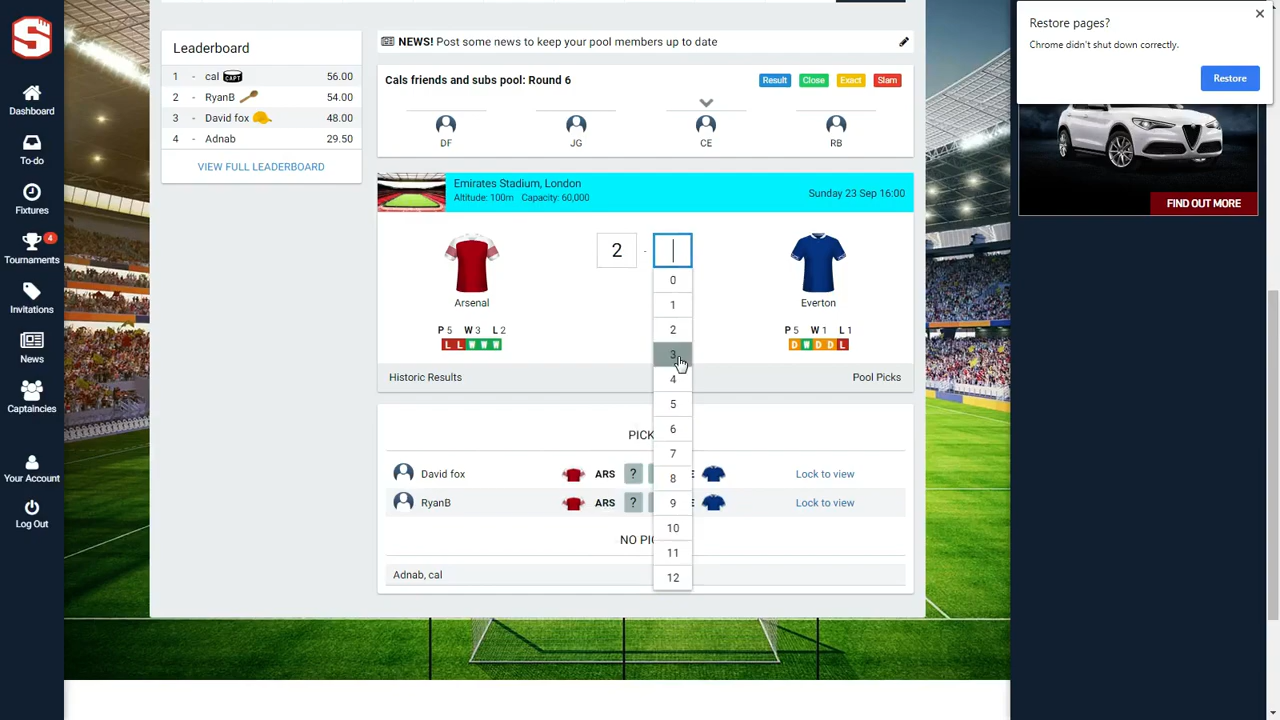 S
Dashboard
To-do
Fixtures
4
Tournaments
Invitations
News
Captaincies
Your Account
Log Out
Leaderboard
1 - cal CAPT 56.00
2 - RyanB 54.00
3 - David fox 48.00
4 - Adnab 29.50
VIEW FULL LEADERBOARD
NEWS! Post some news to keep your pool members up to date
Cals friends and subs pool: Round 6
Result Close Exact Slam
DF JG CE RB
Emirates Stadium, London
Altitude: 100m Capacity: 60,000
Sunday 23 Sep 16:00
2 -
Arsenal
Everton
P 5 W 3 L 2
L L W W W
P 5 W 1 L 1
D W D D L
0
1
2
3
4
5
6
7
8
9
10
11
12
Historic Results
Pool Picks
PICK
David fox ARS ? E Lock to view
RyanB ARS ? E Lock to view
NO PIC
Adnab, cal
Restore pages?
Chrome didn't shut down correctly.
Restore
FIND OUT MORE